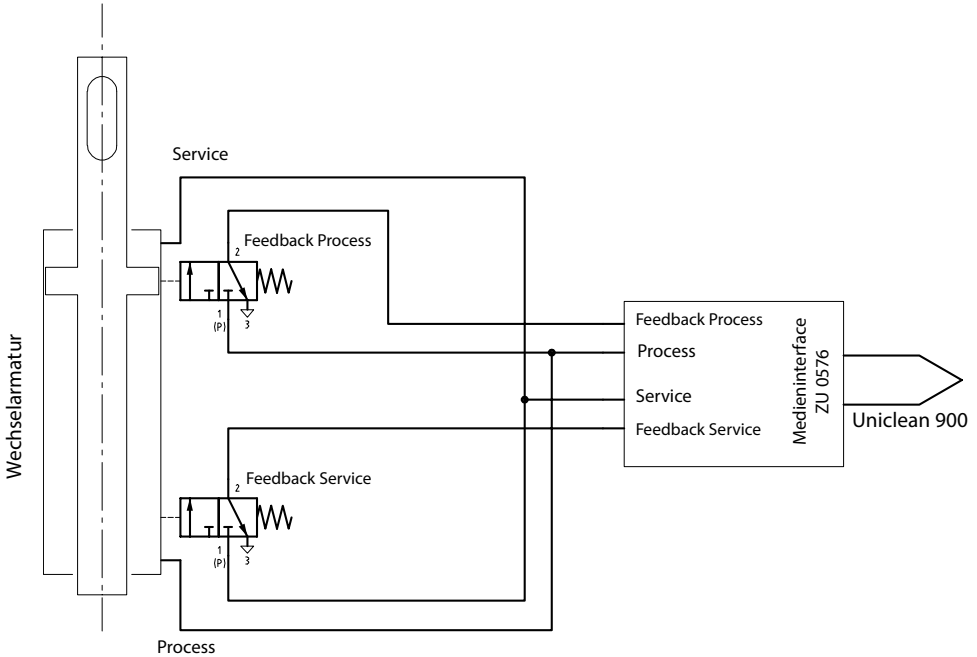 Service
2
Feedback Process
1
(P)
3
Wechselarmatur
Feedback Process
Process
Service
Feedback Service
Medieninterface
ZU 0576
Uniclean 900
2
Feedback Service
1
(P)
3
Process